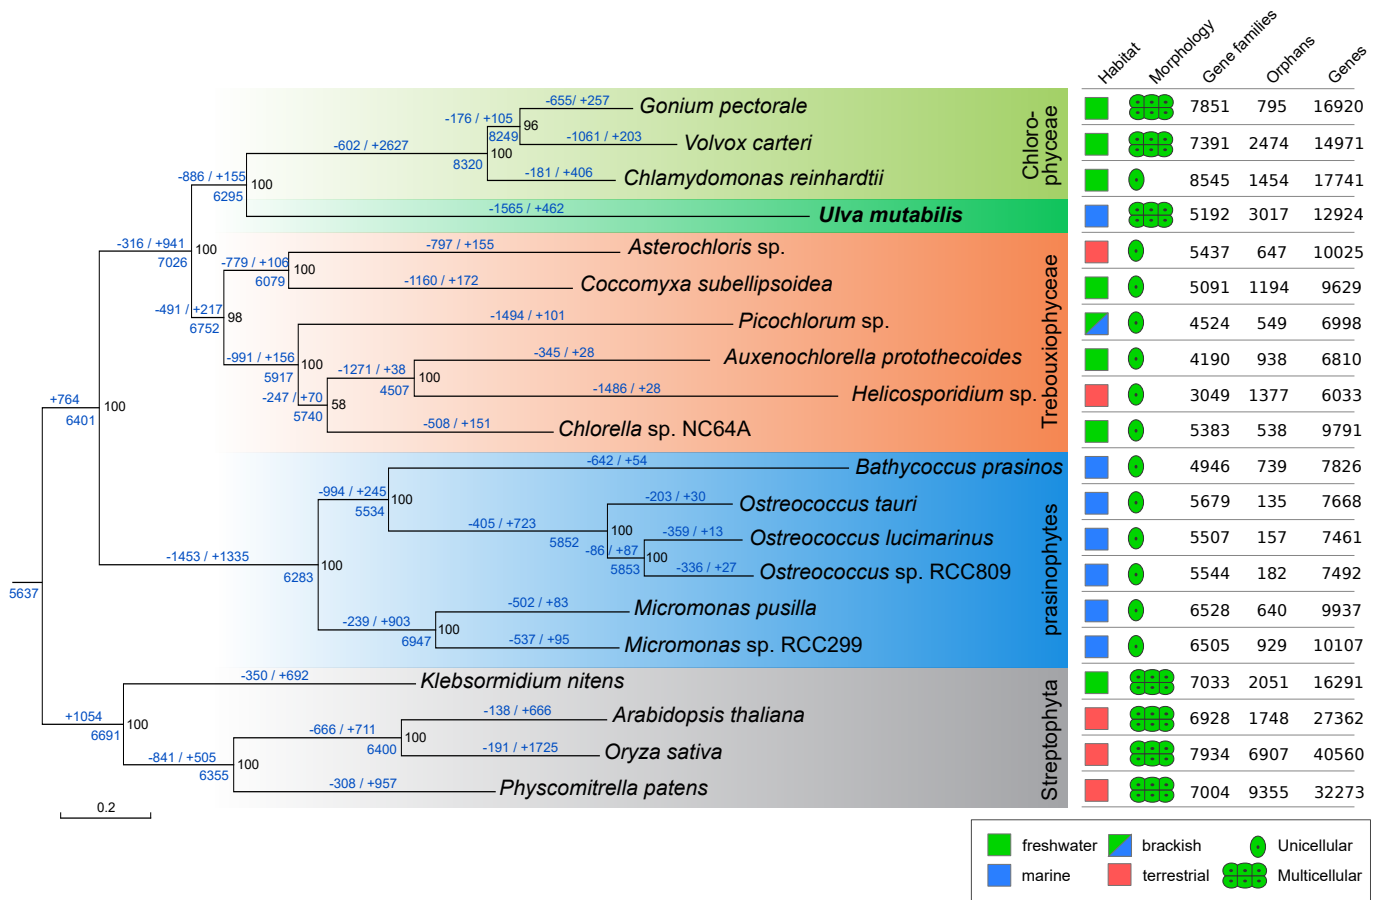 Habitat Morphology Gene families Orphans Genes
-655/ +257 Gonium pectorale 7851 795 16920
-176 / +105 96
8249
-602 / +2627 -1061 / +203 Volvox carteri 7391 2474 14971
100
8320
-181 / +406 Chlamydomonas reinhardtii 8545 1454 17741
Chloro-
phyceae
-886 / +155 100
6295
-1565 / +462 Ulva mutabilis 5192 3017 12924
-316 / +941 100
7026
-797 / +155 Asterochloris sp. 5437 647 10025
-779 / +106 100
6079
-1160 / +172 Coccomyxa subellipsoidea 5091 1194 9629
-491 / +217 98
6752
-1494 / +101 Picochlorum sp. 4524 549 6998
-991 / +156 100
5917
-345 / +28 Auxenochlorella protothecoides 4190 938 6810
-1271 / +38 100
4507
-1486 / +28 Helicosporidium sp. 3049 1377 6033
-247 / +70 58
5740
-508 / +151 Chlorella sp. NC64A 5383 538 9791
Trebouxiophyceae
+764 100
6401
-642 / +54 Bathycoccus prasinos 4946 739 7826
-994 / +245 100
5534
-203 / +30 Ostreococcus tauri 5679 135 7668
-405 / +723 100
5852
-359 / +13 Ostreococcus lucimarinus 5507 157 7461
-86 / +87 100
5853
-336 / +27 Ostreococcus sp. RCC809 5544 182 7492
-1453 / +1335 100
6283
5637
-502 / +83 Micromonas pusilla 6528 640 9937
-239 / +903 100
6947
-537 / +95 Micromonas sp. RCC299 6505 929 10107
prasinophytes
-350 / +692 Klebsormidium nitens 7033 2051 16291
+1054 100
6691
-138 / +666 Arabidopsis thaliana 6928 1748 27362
-666 / +711 100
6400
-191 / +1725 Oryza sativa 7934 6907 40560
-841 / +505 100
6355
-308 / +957 Physcomitrella patens 7004 9355 32273
Streptophyta
0.2
freshwater brackish Unicellular
marine terrestrial Multicellular